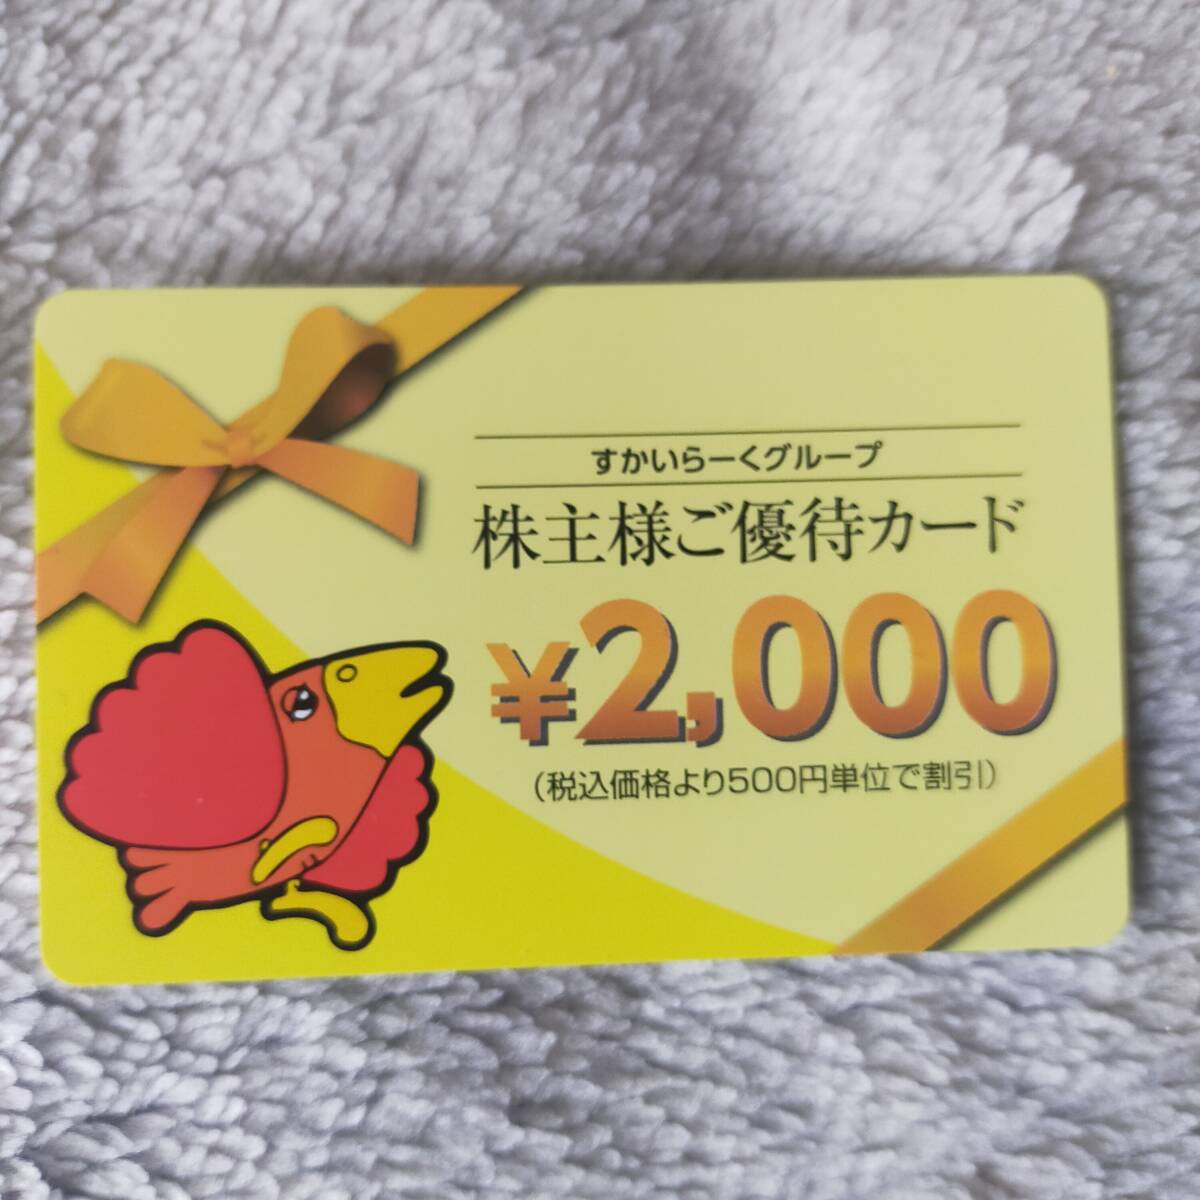 すかいらーくグループ
株主様ご優待カード
¥2,000
（税込価格より500円単位で割引）